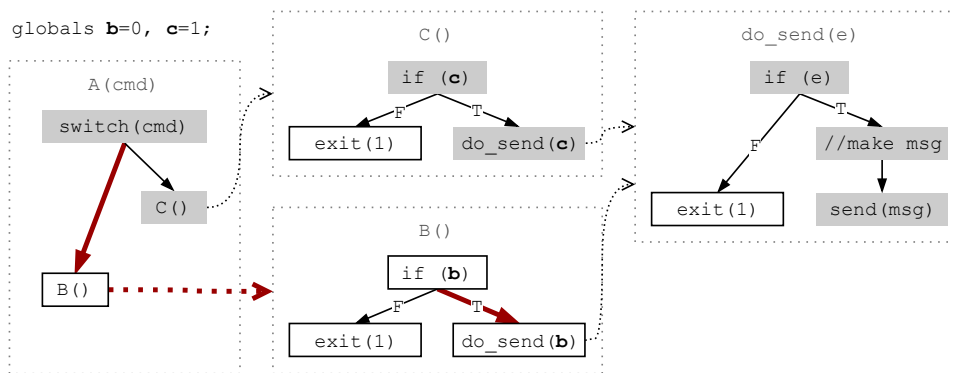 globals b=0, c=1;
A(cmd)
switch(cmd)
C()
B()
C()
if (c)
F
T
exit(1)
do_send(c)
B()
if (b)
F
T
exit(1)
do_send(b)
do_send(e)
if (e)
T
F
//make msg
exit(1)
send(msg)